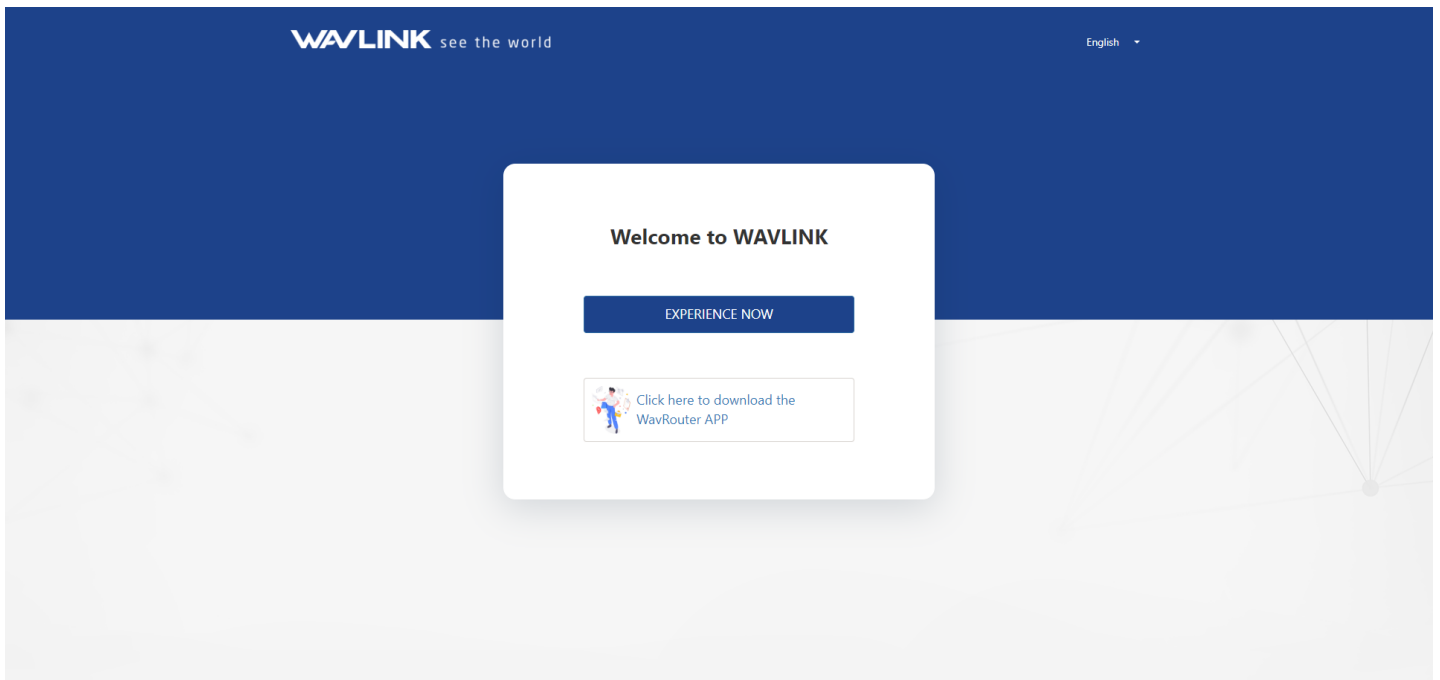 WAVLINK see the world
English
Welcome to WAVLINK
EXPERIENCE NOW
Click here to download the
WavRouter APP